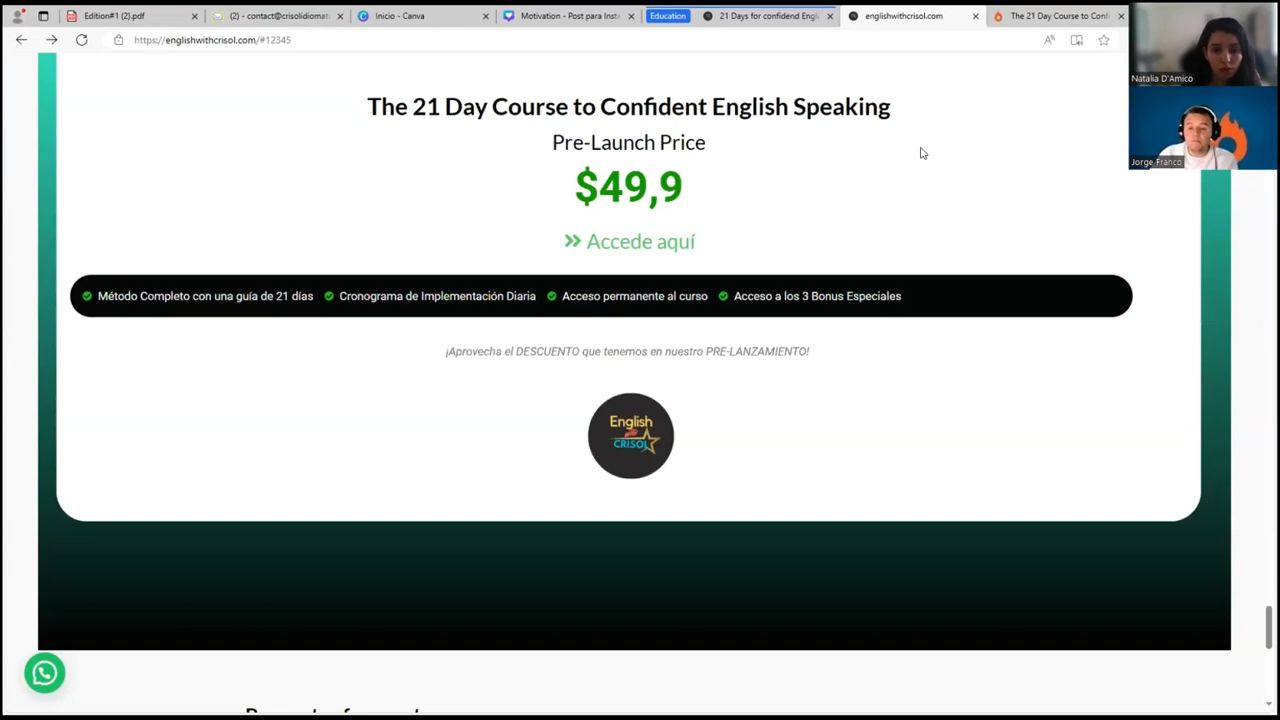 Edition#1 (2).pdf
(2) - contact@crisolidiomat
Inicio - Canva
Motivation - Post para Insta
Education
21 Days for confidend Engli
englishwithcrisol.com
The 21 Day Course to Conf
https://englishwithcrisol.com/#12345
Natalia D'Amico
Jorge Franco
The 21 Day Course to Confident English Speaking
Pre-Launch Price
$49,9
Accede aquí
Método Completo con una guía de 21 días Cronograma de Implementación Diaria Acceso permanente al curso Acceso a los 3 Bonus Especiales
¡Aprovecha el DESCUENTO que tenemos en nuestro PRE-LANZAMIENTO!
English
CRISOL